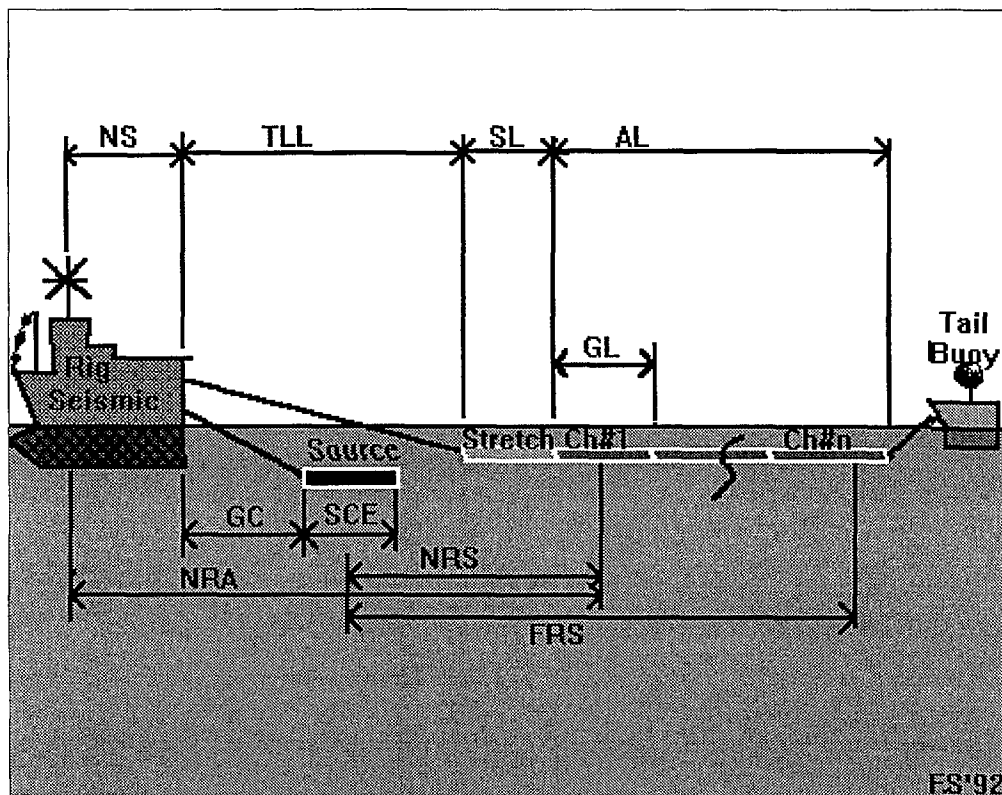 NS TLL SL AL
Tail
Buoy
GL
Rig
Seismic
Stretch Ch#1 Ch#n
Source
GC SCE
NRS
NRA
FRS
FS'92